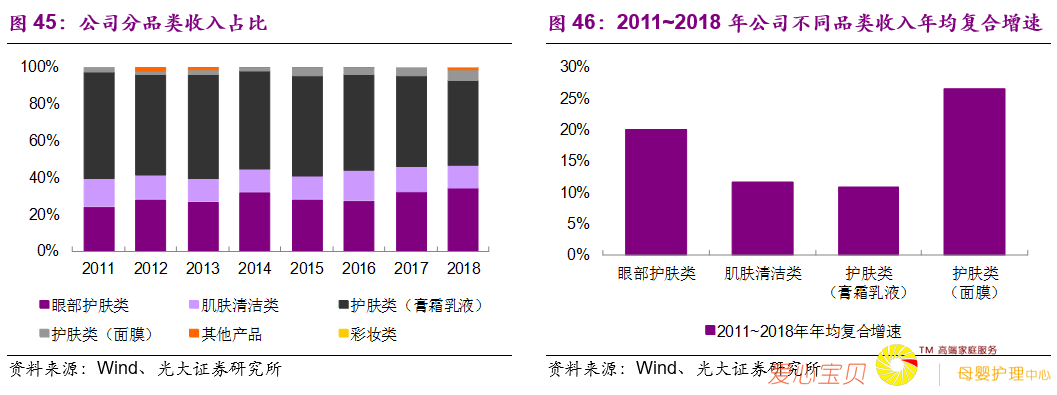 图 45：公司分品类收入占比
100%
80%
60%
40%
20%
0%
2011 2012 2013 2014 2015 2016 2017 2018
眼部护肤类 肌肤清洁类 护肤类（膏霜乳液）
护肤类（面膜） 其他产品 彩妆类
资料来源：Wind、光大证券研究所
图 46：2011~2018 年公司不同品类收入年均复合增速
30%
25%
20%
15%
10%
5%
0%
眼部护肤类 肌肤清洁类 护肤类（膏霜乳液） 护肤类（面膜）
2011~2018年年均复合增速
资料来源：Wind、光大证券研究所
爱心宝贝
TM 高端家庭服务
母婴护理中心